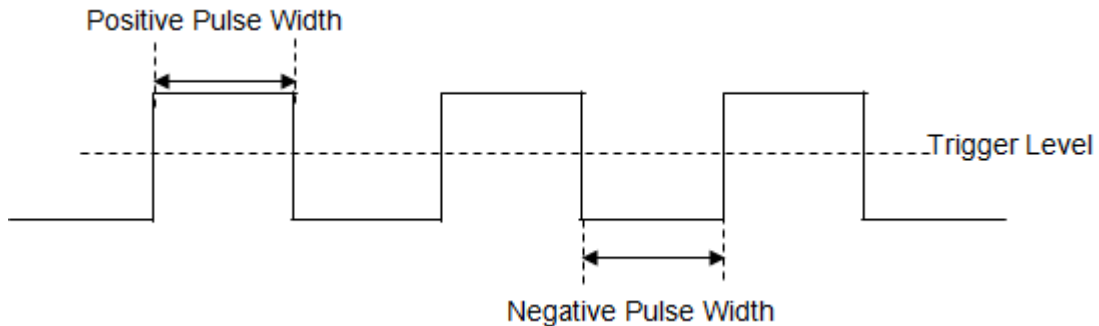 Positive Pulse Width
Trigger Level
Negative Pulse Width